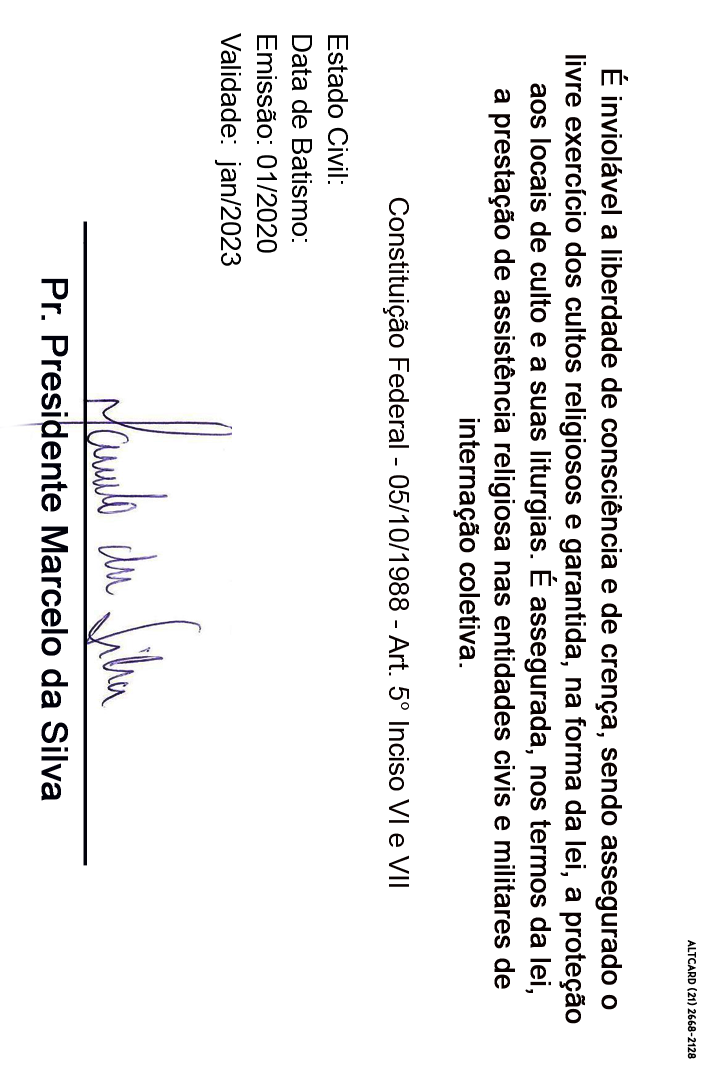 ALTCARD (21) 2668-2128
É inviolável a liberdade de consciência e de crença, sendo assegurado o
livre exercício dos cultos religiosos e garantida, na forma da lei, a proteção
aos locais de culto e a suas liturgias. É assegurada, nos termos da lei,
a prestação de assistência religiosa nas entidades civis e militares de
internação coletiva.
Constituição Federal - 05/10/1988 - Art. 5° Inciso VI e VII
Estado Civil:
Data de Batismo:
Emissão: 01/2020
Validade: jan/2023
Marcelo da Silva
Pr. Presidente Marcelo da Silva